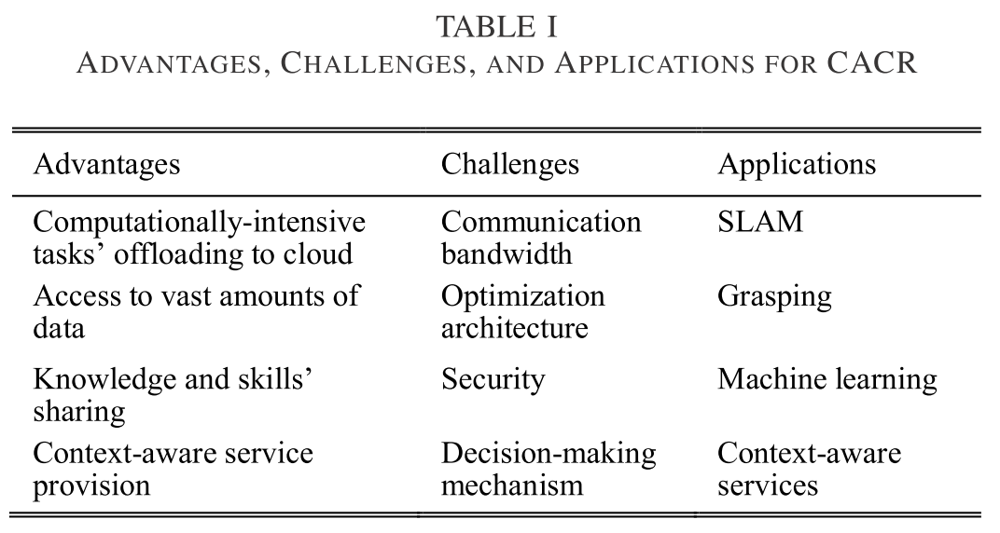 TABLE I
ADVANTAGES, CHALLENGES, AND APPLICATIONS FOR CACR
Advantages Challenges Applications
Computationally-intensive Communication SLAM
tasks’ offloading to cloud bandwidth
Access to vast amounts of Optimization Grasping
data architecture
Knowledge and skills’ Security Machine learning
sharing
Context-aware service Decision-making Context-aware
provision mechanism services